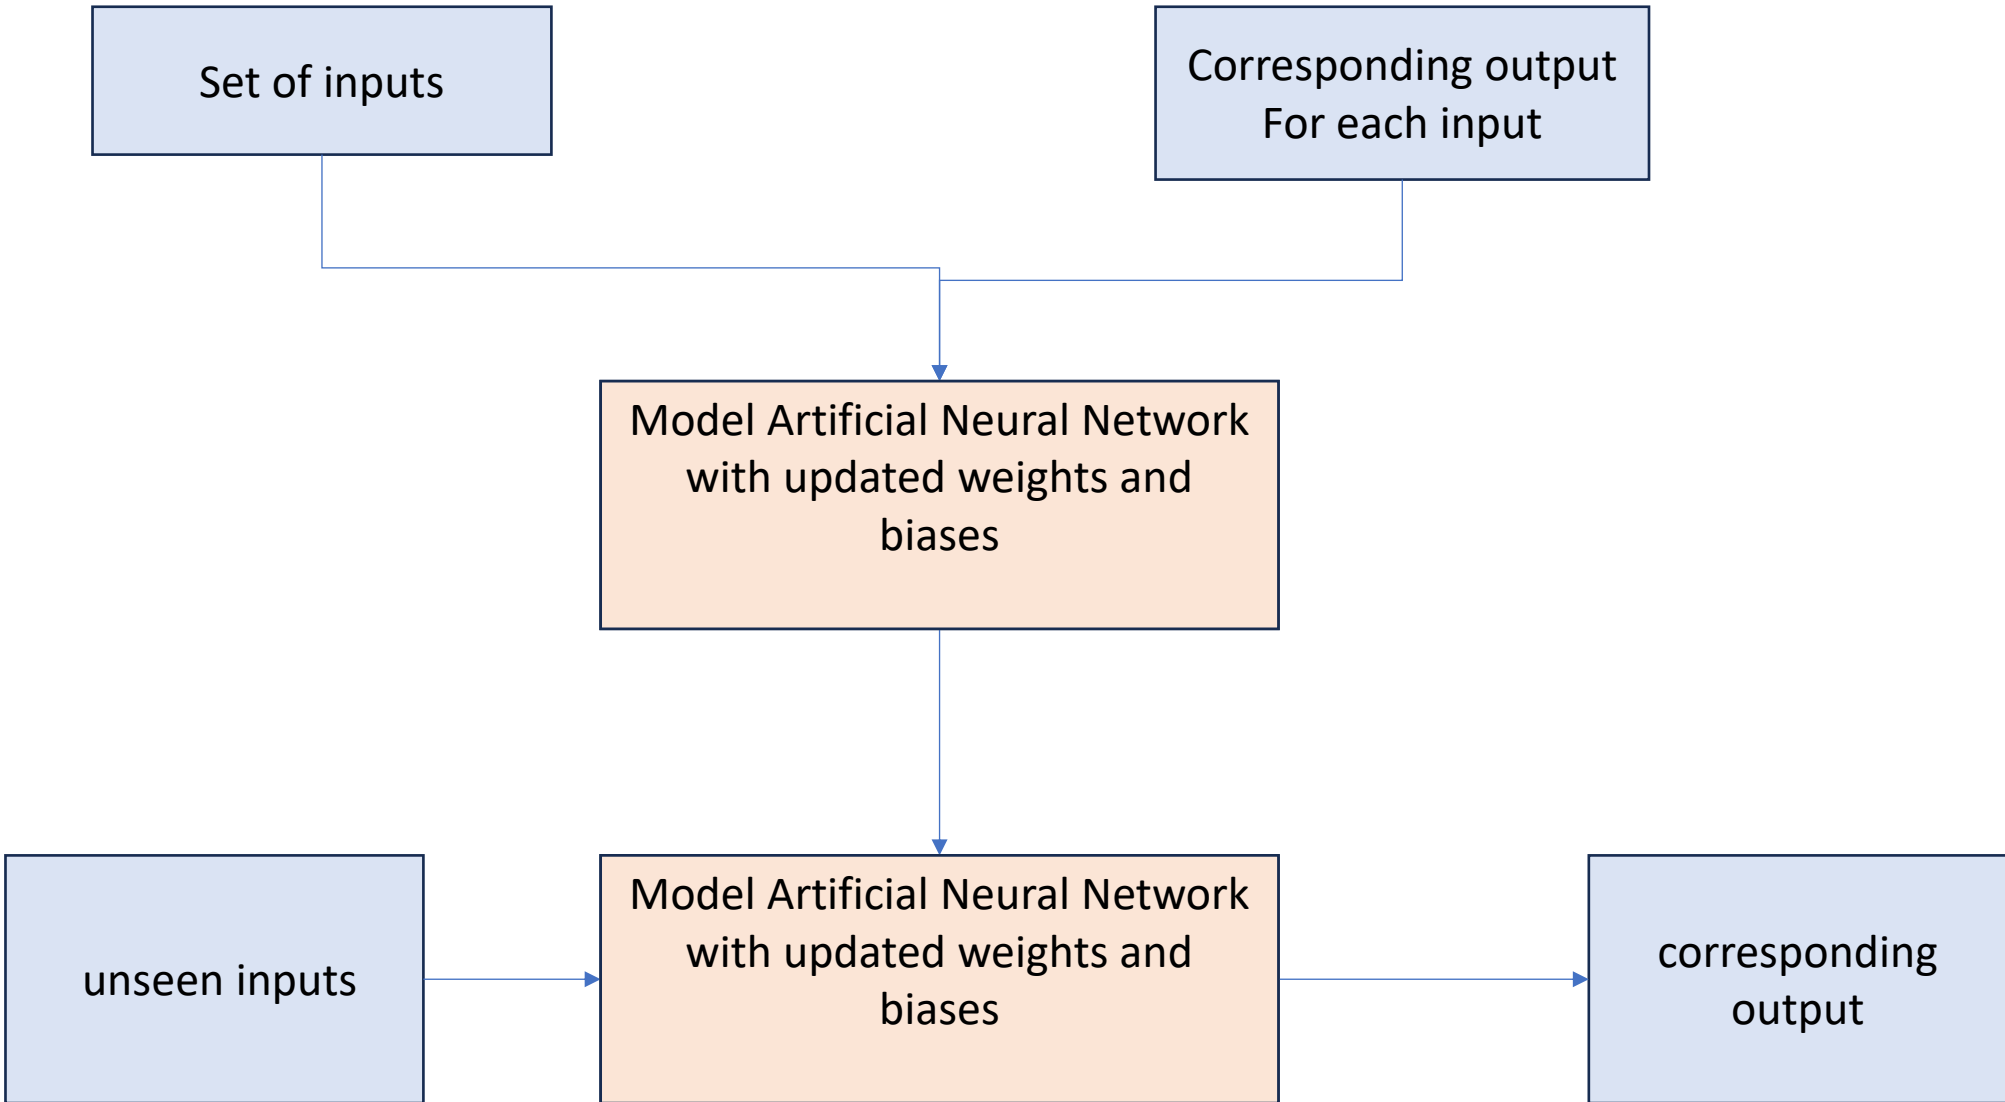 Set of inputs
Corresponding output
For each input
Model Artificial Neural Network
with updated weights and
biases
unseen inputs
Model Artificial Neural Network
with updated weights and
biases
corresponding
output